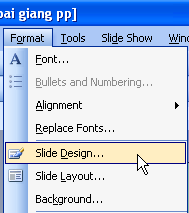 bai giang pp]
Format Tools Slide Show Window
Font...
Bullets and Numbering...
Alignment
Replace Fonts...
Slide Design...
Slide Layout...
Background...